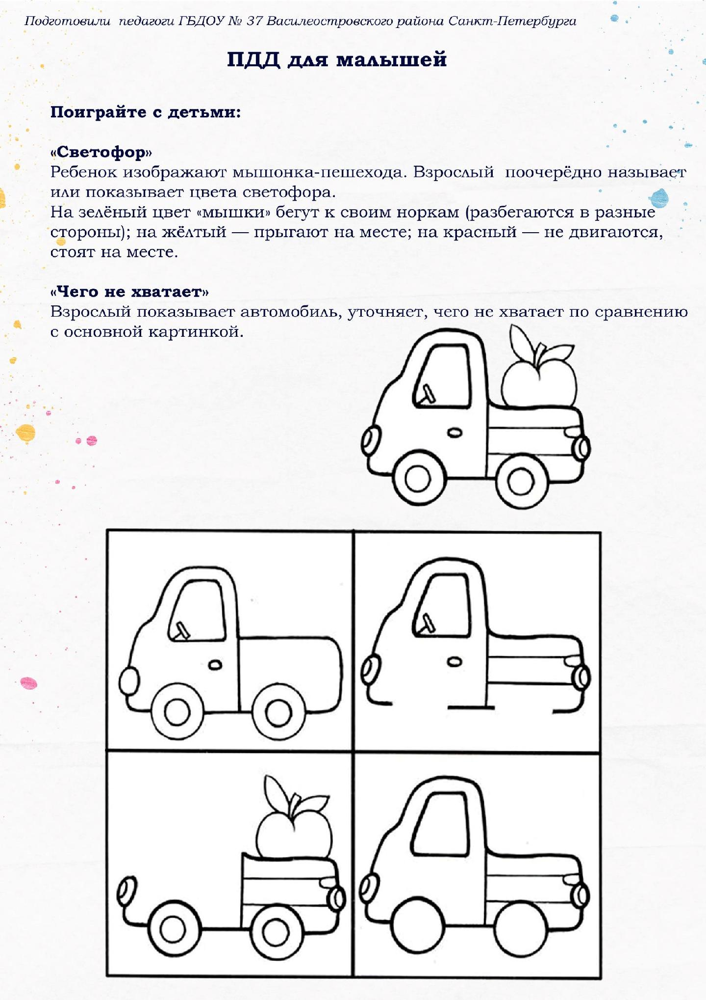 Подготовили педагоги ГБДОУ № 37 Василеостровского района Санкт-Петербурга
ПДД для малышей
Поиграйте с детьми:
«Светофор»
Ребенок изображают мышонка-пешехода. Взрослый поочерёдно называет
или показывает цвета светофора.
На зелёный цвет «мышки» бегут к своим норкам (разбегаются в разные
стороны); на жёлтый — прыгают на месте; на красный — не двигаются,
стоят на месте.
«Чего не хватает»
Взрослый показывает автомобиль, уточняет, чего не хватает по сравнению
с основной картинкой.